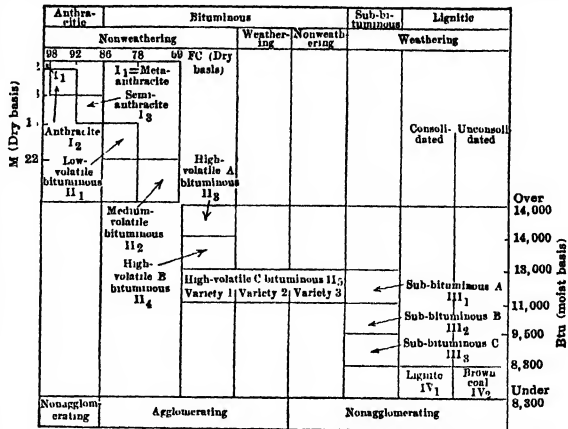 Anthra-
citic
Bituminous
Sub-bi-
tuminous
Lignitic
Nonweathering
Weather-
ing
Nonweath-
ering
Weathering
98 92 86 78 69 FC (Dry
basis)
I₁
I₁=Meta-
anthracite
Semi-
anthracite
I₃
Anthracite
I₂
M (Dry basis)
22
Low-
volatile
bituminous
II₁
High-
volatile A
bituminous
II₃
Consoli-
dated
Unconsoli-
dated
Medium-
volatile
bituminous
II₂
High-
volatile B
bituminous
II₄
High-volatile C bituminous II₅
Variety 1
Variety 2
Variety 3
Sub-bituminous A
III₁
Sub-bituminous B
III₂
Sub-bituminous C
III₃
Lignite
IV₁
Brown
coal
IV₂
Over
14,000
14,000
13,000
11,000
9,500
8,300
Under
8,300
Btu (moist basis)
Nonagglom-
erating
Agglomerating
Nonagglomerating